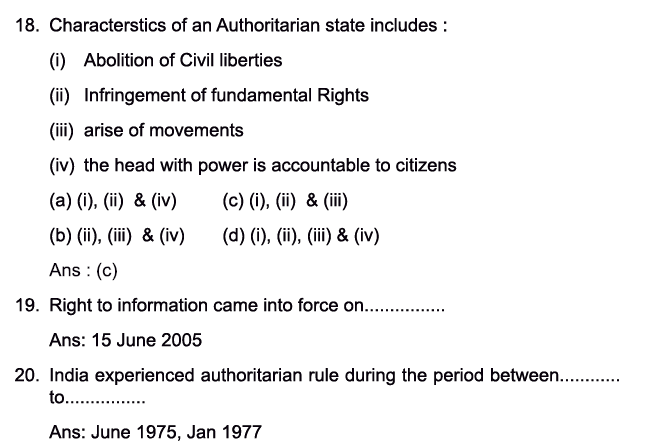 18. Characterstics of an Authoritarian state includes :
(i) Abolition of Civil liberties
(ii) Infringement of fundamental Rights
(iii) arise of movements
(iv) the head with power is accountable to citizens
(a) (i), (ii) & (iv) (c) (i), (ii) & (iii)
(b) (ii), (iii) & (iv) (d) (i), (ii), (iii) & (iv)
Ans : (c)
19. Right to information came into force on................
Ans: 15 June 2005
20. India experienced authoritarian rule during the period between............
to................
Ans: June 1975, Jan 1977